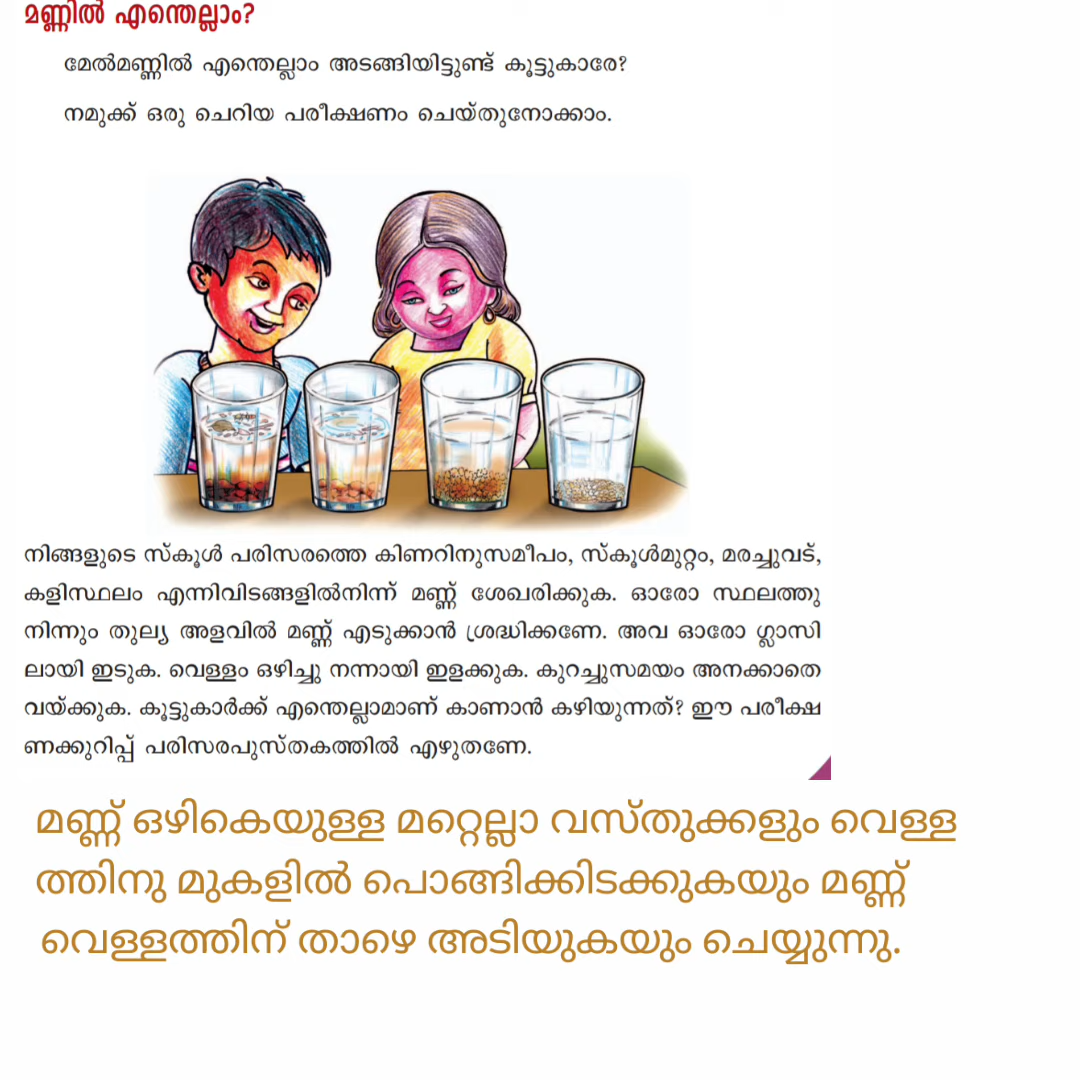 മണ്ണിൽ എന്തെല്ലാം?
മേൽമണ്ണിൽ എന്തെല്ലാം അടങ്ങിയിട്ടുണ്ട് കൂട്ടുകാരേ?
നമുക്ക് ഒരു ചെറിയ പരീക്ഷണം ചെയ്തുനോക്കാം.
നിങ്ങളുടെ സ്കൂൾ പരിസരത്തെ കിണറിനുസമീപം, സ്കൂൾമുറ്റം, മരച്ചുവട്,
കളിസ്ഥലം എന്നിവിടങ്ങളിൽനിന്ന് മണ്ണ് ശേഖരിക്കുക. ഓരോ സ്ഥലത്തു
നിന്നും തുല്യ അളവിൽ മണ്ണ് എടുക്കാൻ ശ്രദ്ധിക്കണേ. അവ ഓരോ ഗ്ലാസി
ലായി ഇടുക. വെള്ളം ഒഴിച്ചു നന്നായി ഇളക്കുക. കുറച്ചുസമയം അനക്കാതെ
വയ്ക്കുക. കൂട്ടുകാർക്ക് എന്തെല്ലാമാണ് കാണാൻ കഴിയുന്നത്? ഈ പരീക്ഷ
ണക്കുറിപ്പ് പരിസരപുസ്തകത്തിൽ എഴുതണേ.
മണ്ണ് ഒഴികെയുള്ള മറ്റെല്ലാ വസ്തുക്കളും വെള്ള
ത്തിനു മുകളിൽ പൊങ്ങിക്കിടക്കുകയും മണ്ണ്
വെള്ളത്തിന് താഴെ അടിയുകയും ചെയ്യുന്നു.